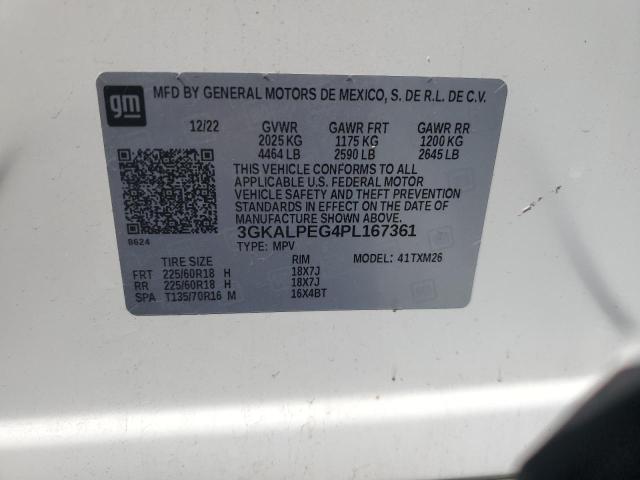 gm
MFD BY GENERAL MOTORS DE MEXICO, S. DE R.L. DE C.V.
12/22 GVWR GAWR FRT GAWR RR
2025 KG 1175 KG 1200 KG
4464 LB 2590 LB 2645 LB
THIS VEHICLE CONFORMS TO ALL
APPLICABLE U.S. FEDERAL MOTOR
VEHICLE SAFETY AND THEFT PREVENTION
STANDARDS IN EFFECT ON THE DATE OF
MANUFACTURE SHOWN ABOVE.
8624
3GKALPEG4PL167361
TYPE: MPV MODEL: 41TXM26
TIRE SIZE RIM
FRT 225/60R18 H 18X7J
RR 225/60R18 H 18X7J
SPA T135/70R16 M 16X4BT